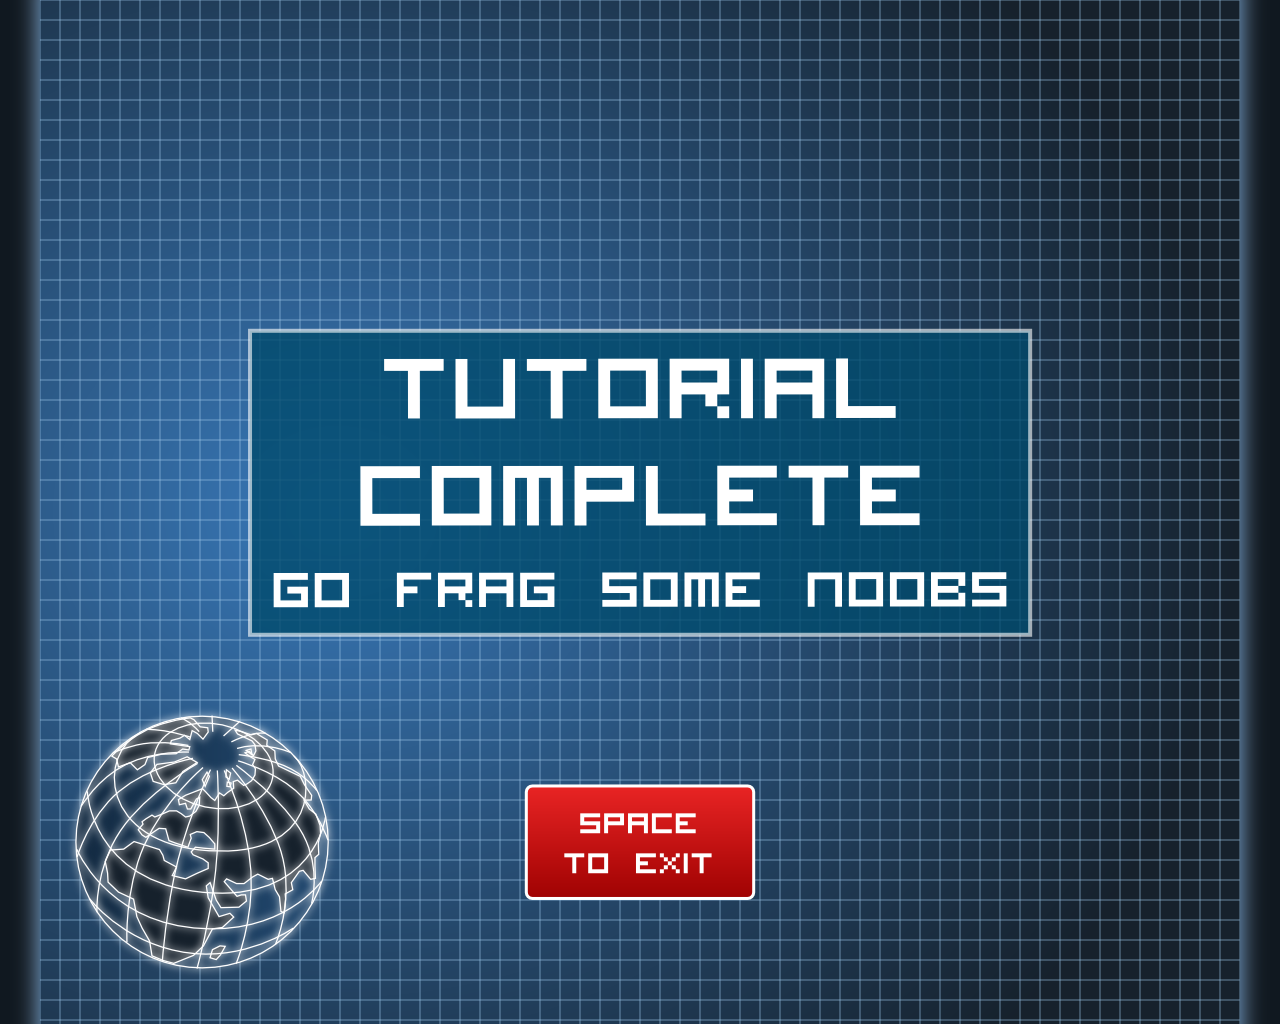 TUTORIAL
COMPLETE
GO FRAG SOME NOOBS
SPACE
TO EXIT